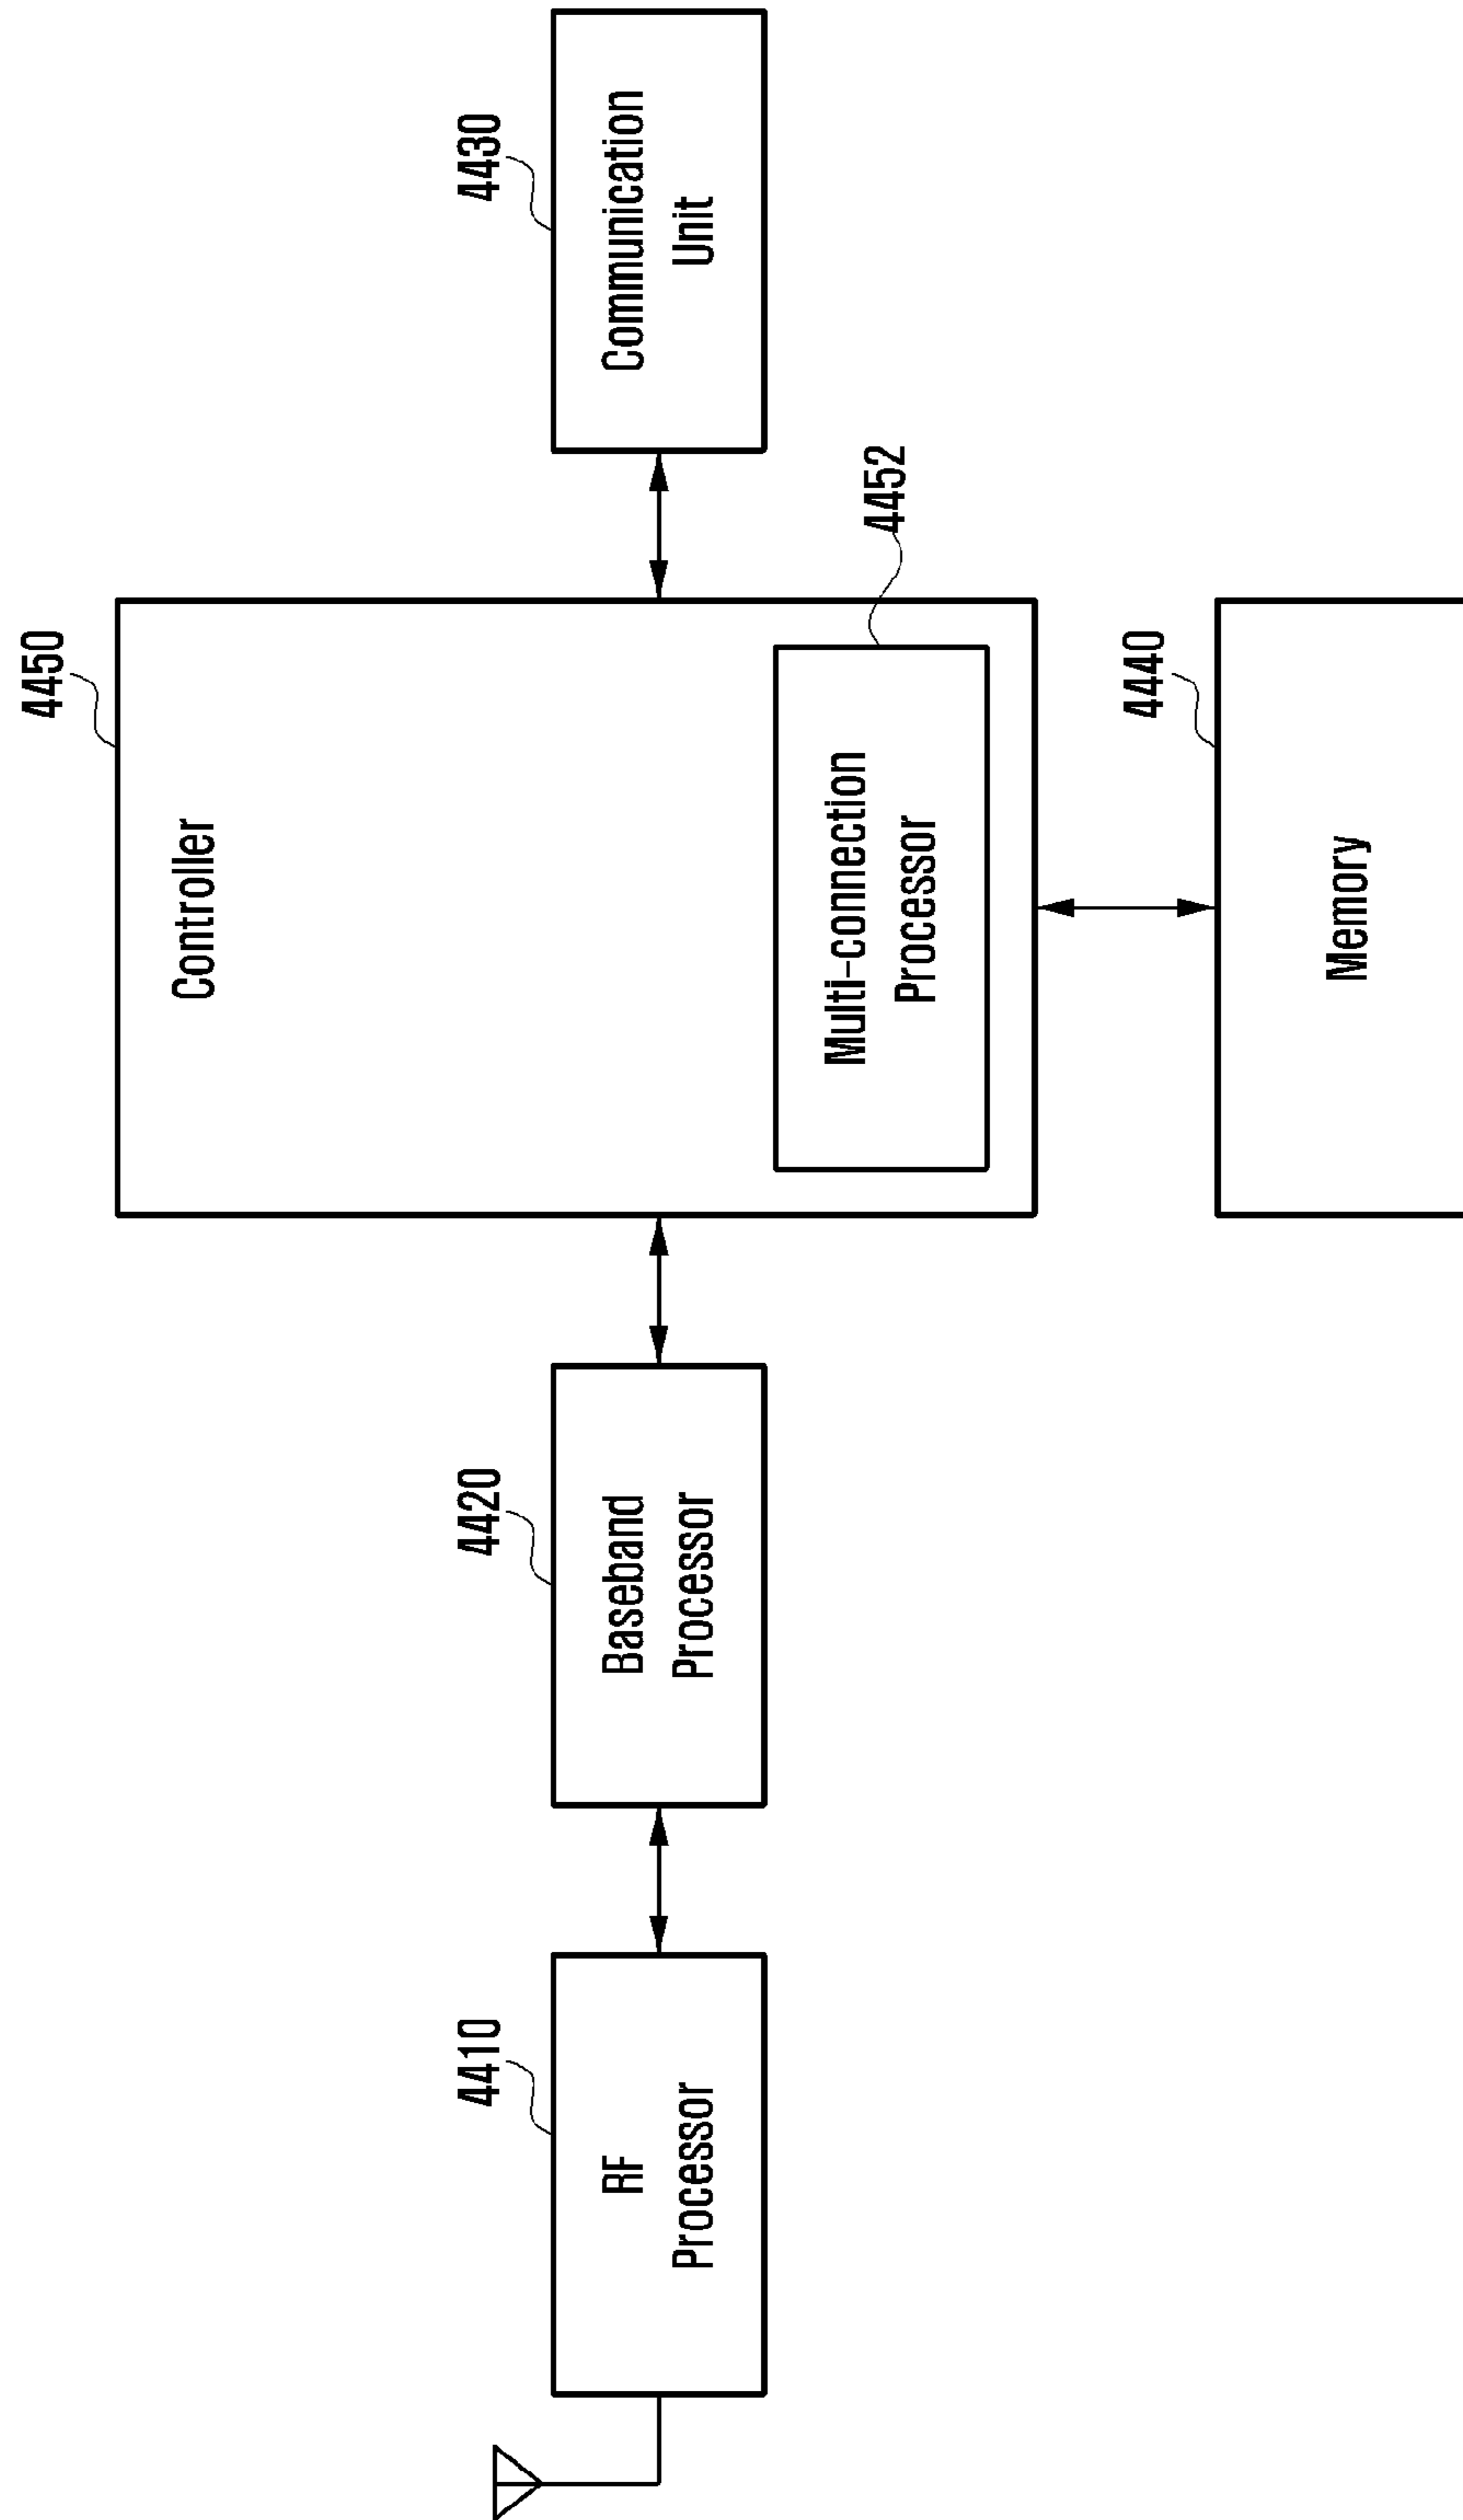 4450
Controller
4410
RF
Processor
4420
Baseband
Processor
4430
Communication
Unit
4452
Multi-connection
Processor
4440
Memory